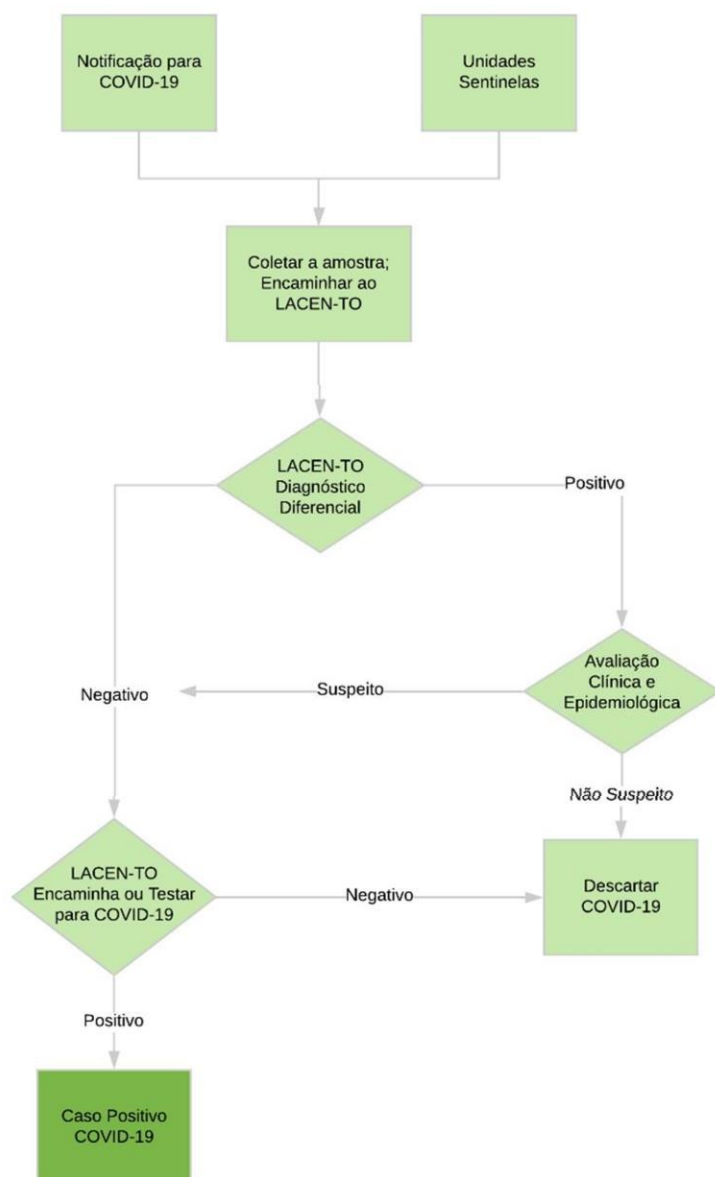 Notificação para
COVID-19
Unidades
Sentinelas
Coletar a amostra;
Encaminhar ao
LACEN-TO
LACEN-TO
Diagnóstico
Diferencial
Positivo
Avaliação
Clínica e
Epidemiológica
Suspeito
Negativo
Não Suspeito
LACEN-TO
Encaminha ou Testar
para COVID-19
Negativo
Descartar
COVID-19
Positivo
Caso Positivo
COVID-19